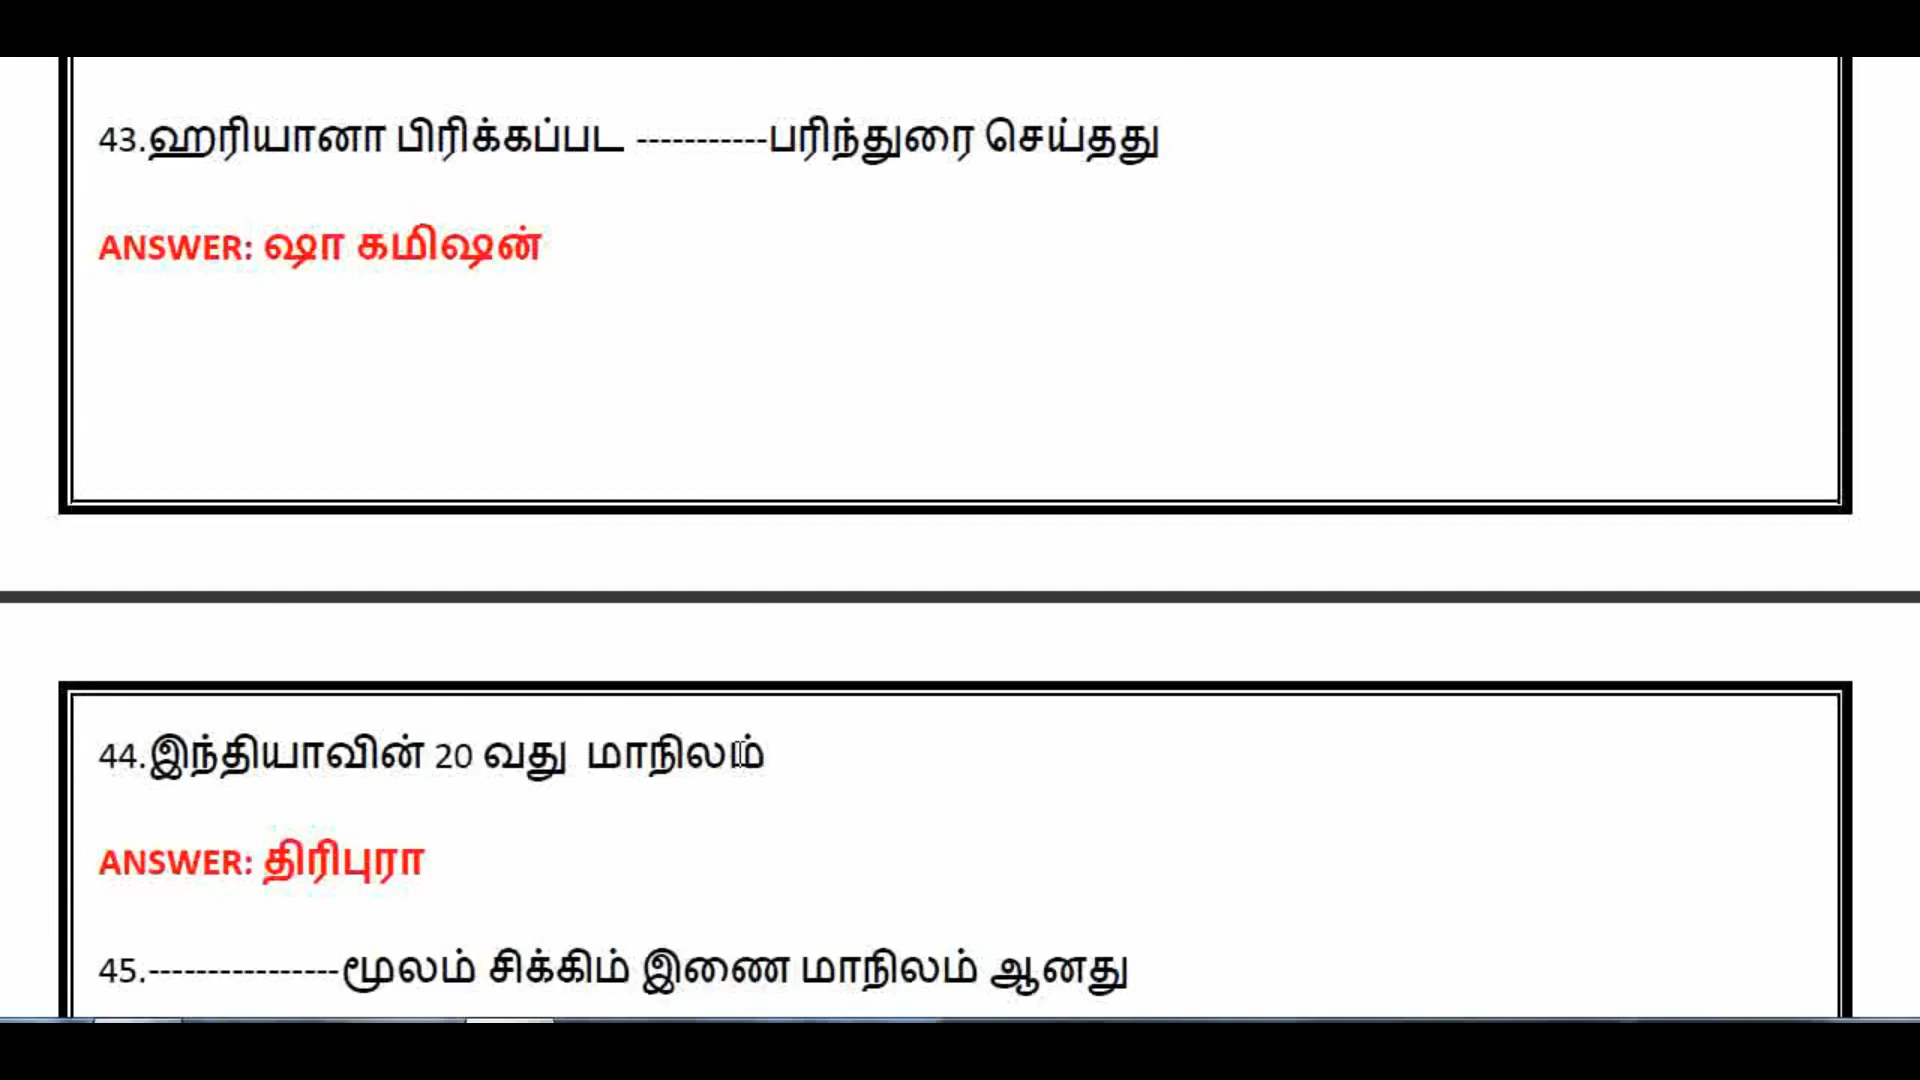 43.ஹரியானா பிரிக்கப்பட -----------பரிந்துரை செய்தது
ANSWER: ஷா கமிஷன்
44.இந்தியாவின் 20 வது மாநிலம்
ANSWER: திரிபுரா
45.----------------மூலம் சிக்கிம் இணை மாநிலம் ஆனது